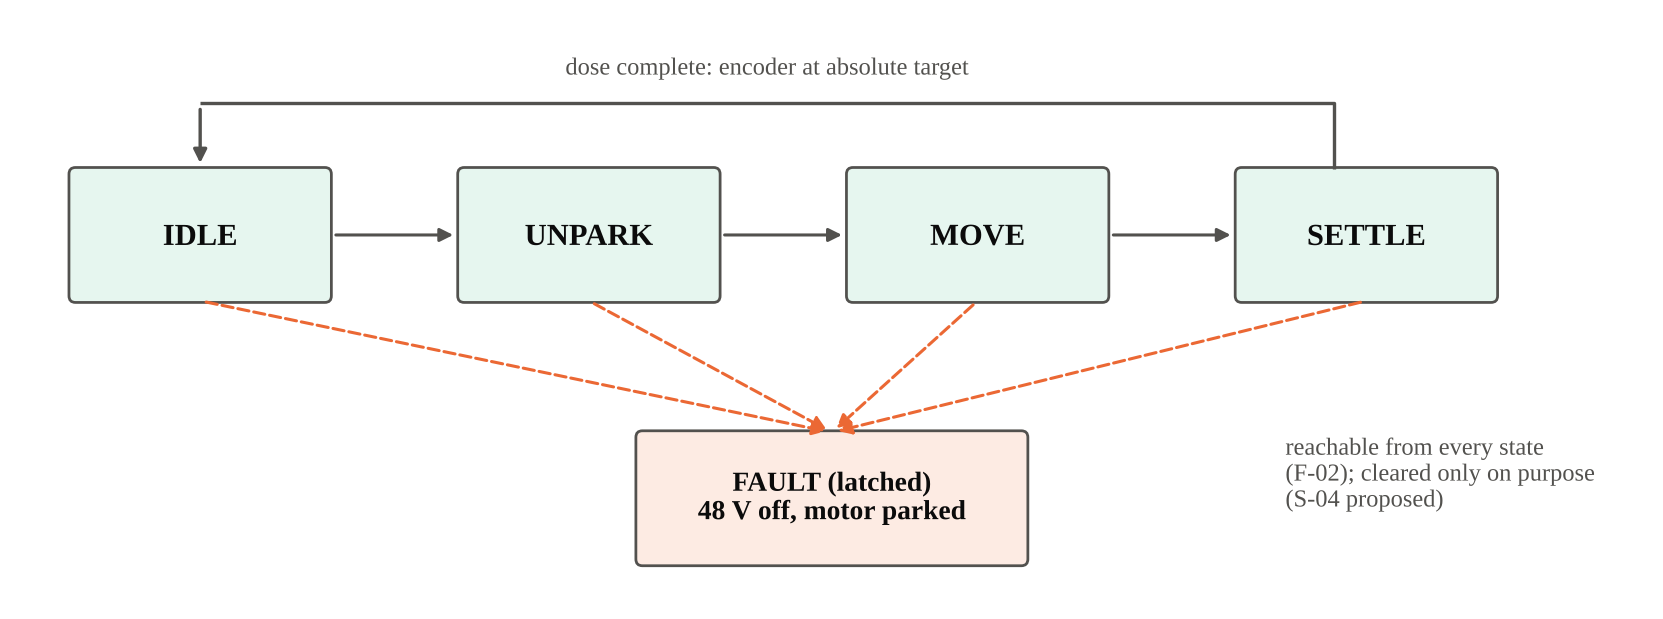 dose complete: encoder at absolute target
IDLE
UNPARK
MOVE
SETTLE
FAULT (latched)
48 V off, motor parked
reachable from every state
(F-02); cleared only on purpose
(S-04 proposed)